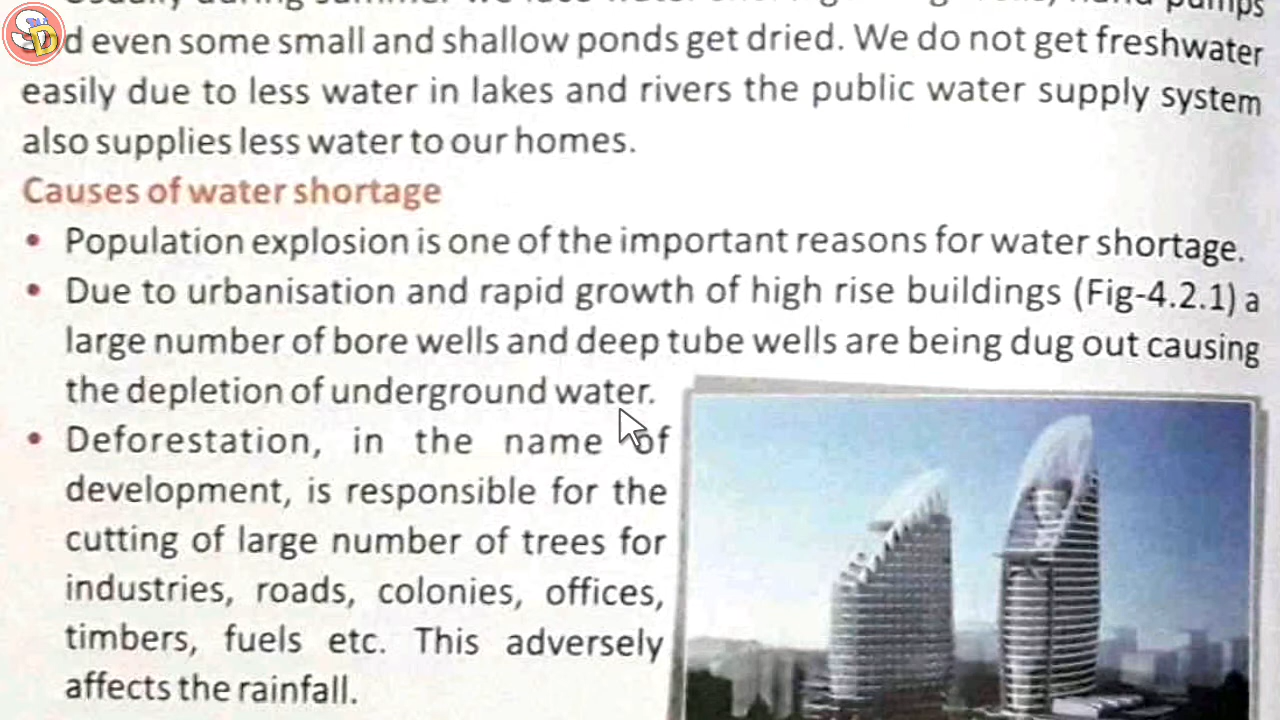 SD
d even some small and shallow ponds get dried. We do not get freshwater
easily due to less water in lakes and rivers the public water supply system
also supplies less water to our homes.
Causes of water shortage
• Population explosion is one of the important reasons for water shortage.
• Due to urbanisation and rapid growth of high rise buildings (Fig-4.2.1) a
large number of bore wells and deep tube wells are being dug out causing
the depletion of underground water.
• Deforestation, in the name of
development, is responsible for the
cutting of large number of trees for
industries, roads, colonies, offices,
timbers, fuels etc. This adversely
affects the rainfall.